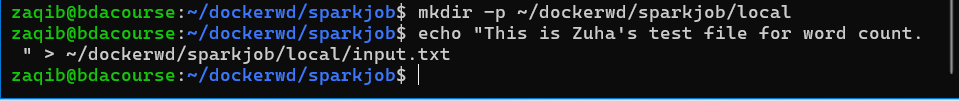 zaqib@bdacourse:~/dockerwd/sparkjob$ mkdir -p ~/dockerwd/sparkjob/local
zaqib@bdacourse:~/dockerwd/sparkjob$ echo "This is Zuha's test file for word count.
" > ~/dockerwd/sparkjob/local/input.txt
zaqib@bdacourse:~/dockerwd/sparkjob$